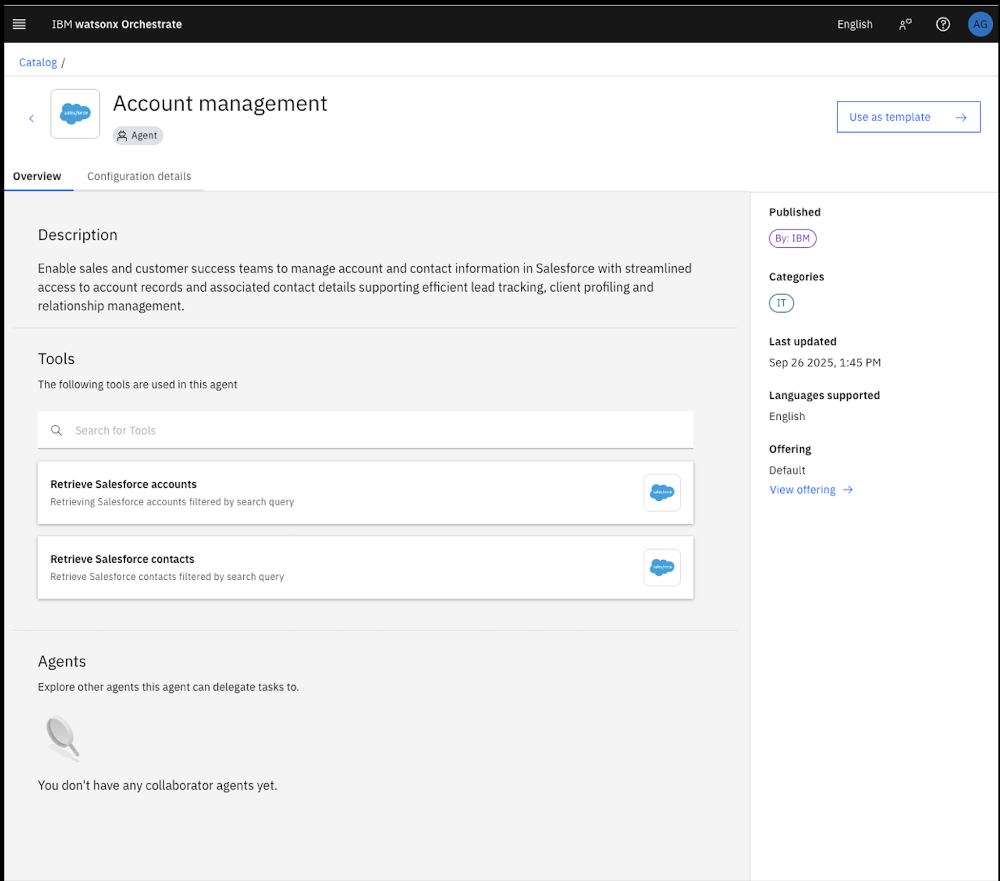 IBM watsonx Orchestrate
English
AG
Catalog /
salesforce
Account management
Agent
Use as template
Overview
Configuration details
Description
Enable sales and customer success teams to manage account and contact information in Salesforce with streamlined
access to account records and associated contact details supporting efficient lead tracking, client profiling and
relationship management.
Tools
The following tools are used in this agent
Search for Tools
Retrieve Salesforce accounts
Retrieving Salesforce accounts filtered by search query
salesforce
Retrieve Salesforce contacts
Retrieve Salesforce contacts filtered by search query
salesforce
Agents
Explore other agents this agent can delegate tasks to.
You don't have any collaborator agents yet.
Published
By: IBM
Categories
IT
Last updated
Sep 26 2025, 1:45 PM
Languages supported
English
Offering
Default
View offering